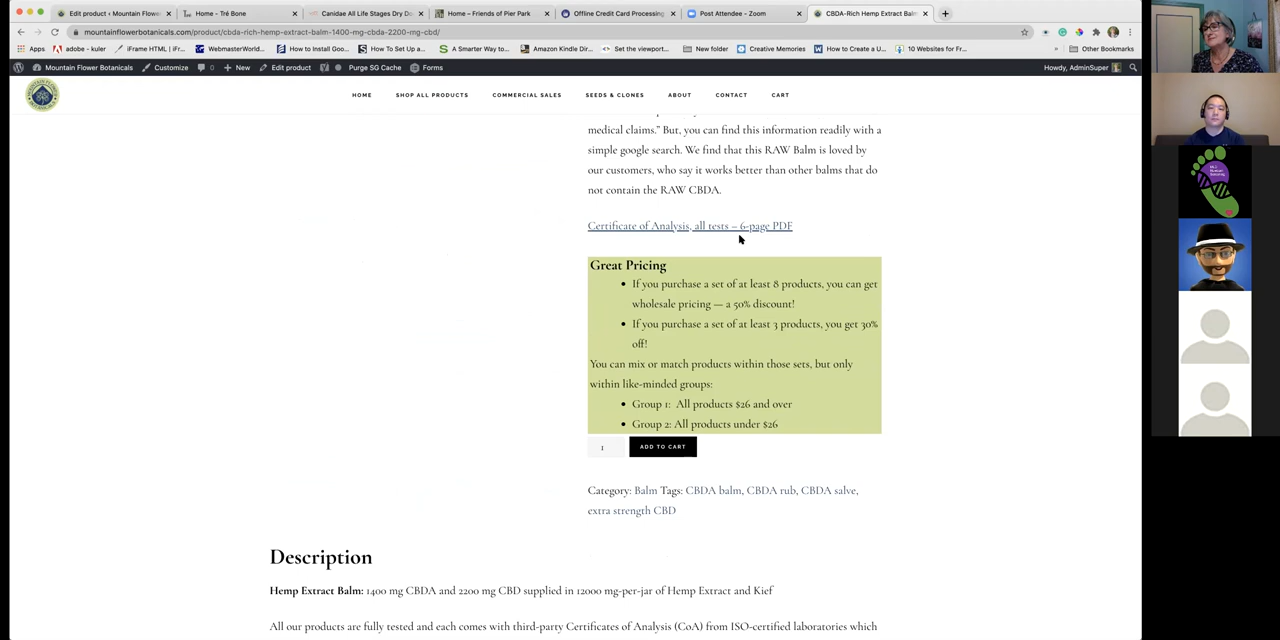 Edit product ‹ Mountain Flower
Home – Tré Bone
Canidae All Life Stages Dry Do
Home – Friends of Pier Park
Offline Credit Card Processing
Post Attendee – Zoom
CBDA-Rich Hemp Extract Balm
mountainflowerbotanicals.com/product/cbda-rich-hemp-extract-balm-1400-mg-cbda-2200-mg-cbd/
Apps
adobe - kuler
iFrame HTML | iFr...
WebmasterWorld...
How to Install Goo...
How To Set Up a...
A Smarter Way to...
Amazon Kindle Dir...
Set the viewport...
New folder
Creative Memories
How to Create a U...
10 Websites for Fr...
Other Bookmarks
Mountain Flower Botanicals
Customize
0
New
Edit product
Purge SG Cache
Forms
Howdy, AdminSuper
HOME
SHOP ALL PRODUCTS
COMMERCIAL SALES
SEEDS & CLONES
ABOUT
CONTACT
CART
medical claims." But, you can find this information readily with a
simple google search. We find that this RAW Balm is loved by
our customers, who say it works better than other balms that do
not contain the RAW CBDA.
Certificate of Analysis, all tests – 6-page PDF
Great Pricing
• If you purchase a set of at least 8 products, you can get
wholesale pricing — a 50% discount!
• If you purchase a set of at least 3 products, you get 30%
off!
You can mix or match products within those sets, but only
within like-minded groups:
• Group 1: All products $26 and over
• Group 2: All products under $26
1
ADD TO CART
Category: Balm Tags: CBDA balm, CBDA rub, CBDA salve,
extra strength CBD
Description
Hemp Extract Balm: 1400 mg CBDA and 2200 mg CBD supplied in 12000 mg-per-jar of Hemp Extract and Kief
All our products are fully tested and each comes with third-party Certificates of Analysis (CoA) from ISO-certified laboratories which